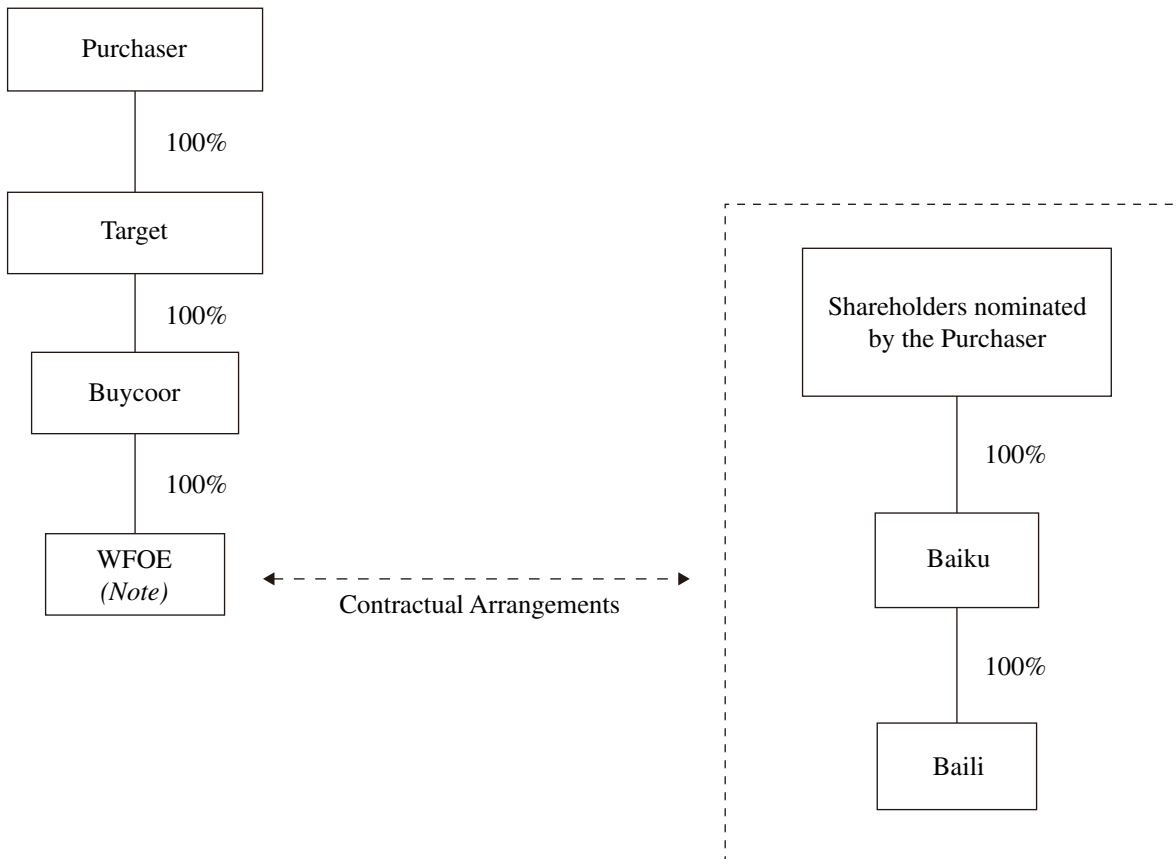 Purchaser
100%
Target
100%
Buycoor
100%
WFOE
(Note)
Contractual Arrangements
Shareholders nominated
by the Purchaser
100%
Baiku
100%
Baili